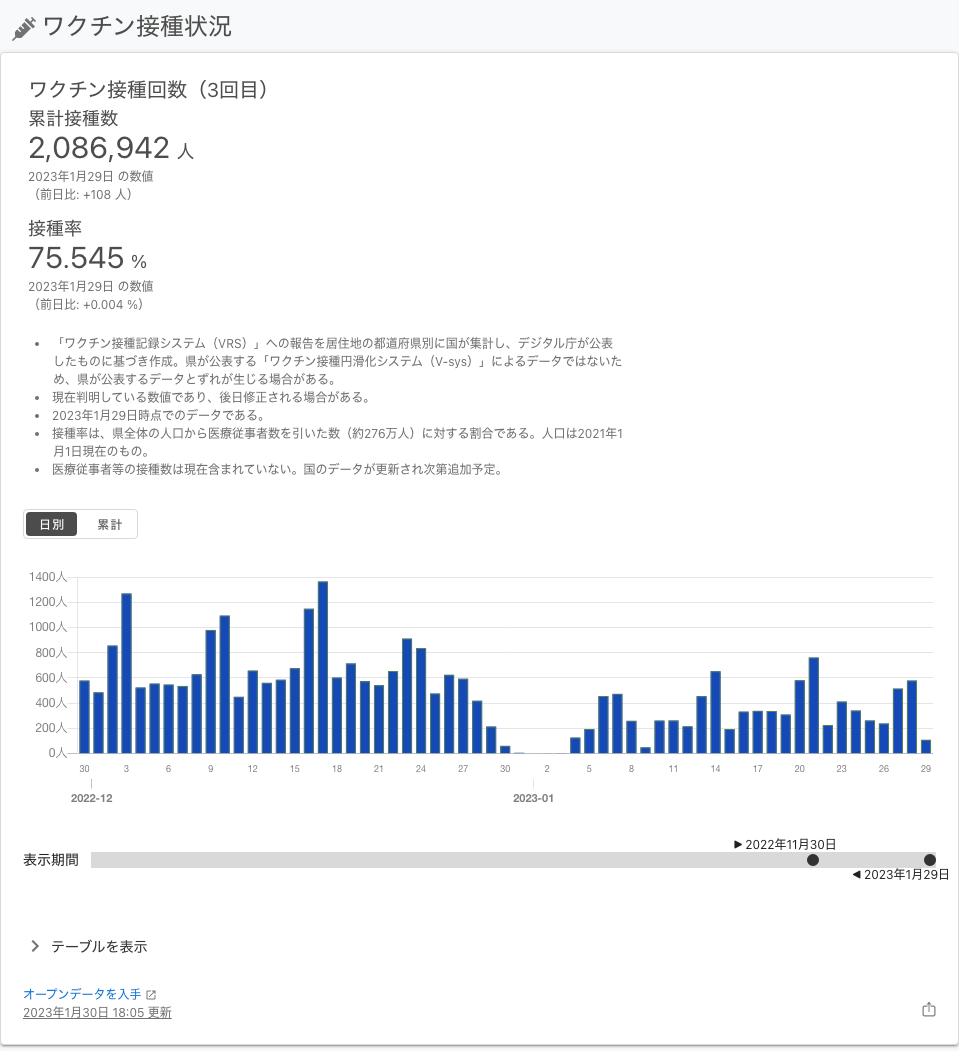 ワクチン接種状況
ワクチン接種回数（3回目）
累計接種数
2,086,942 人
2023年1月29日 の数値
（前日比: +108 人）
接種率
75.545 %
2023年1月29日 の数値
（前日比: +0.004 %）
• 「ワクチン接種記録システム（VRS）」への報告を居住地の都道府県別に国が集計し、デジタル庁が公表
したものに基づき作成。県が公表する「ワクチン接種円滑化システム（V-sys）」によるデータではないた
め、県が公表するデータとずれが生じる場合がある。
• 現在判明している数値であり、後日修正される場合がある。
• 2023年1月29日時点でのデータである。
• 接種率は、県全体の人口から医療従事者数を引いた数（約276万人）に対する割合である。人口は2021年1
月1日現在のもの。
• 医療従事者等の接種数は現在含まれていない。国のデータが更新され次第追加予定。
日別 累計
1400人
1200人
1000人
800人
600人
400人
200人
0人
30 3 6 9 12 15 18 21 24 27 30 2 5 8 11 14 17 20 23 26 29
2022-12 2023-01
2022年11月30日
表示期間
2023年1月29日
テーブルを表示
オープンデータを入手
2023年1月30日 18:05 更新